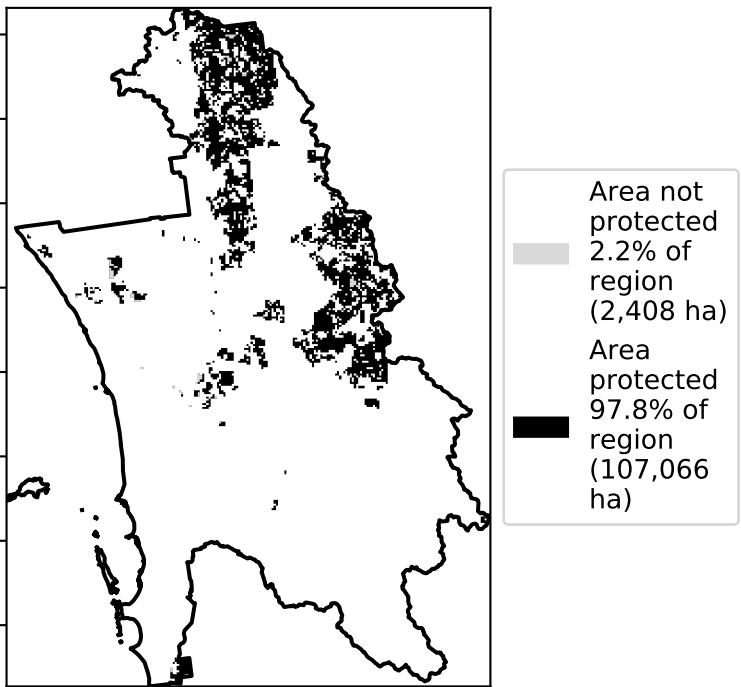 Area not
protected
2.2% of
region
(2,408 ha)
Area
protected
97.8% of
region
(107,066
ha)